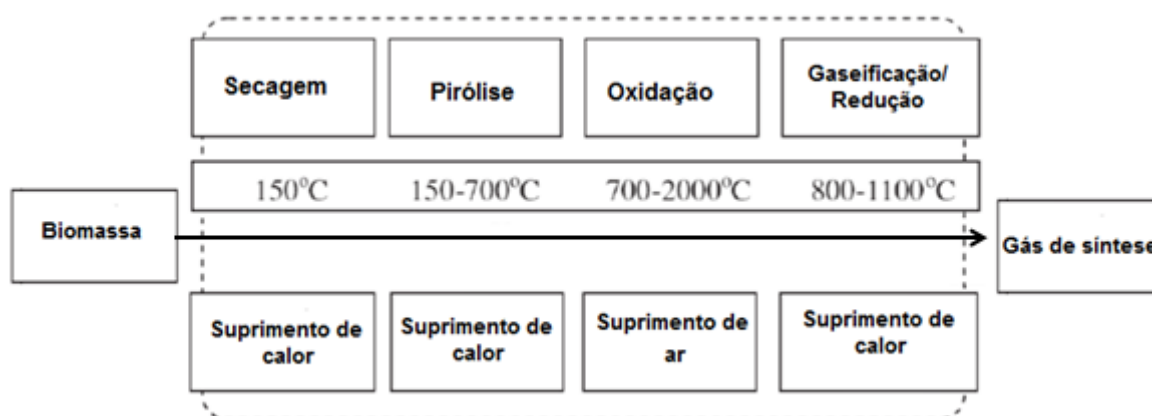 Secagem
Pirólise
Oxidação
Gaseificação/
Redução
150°C
150-700°C
700-2000°C
800-1100°C
Biomassa
Gás de síntese
Suprimento de
calor
Suprimento de
calor
Suprimento de
ar
Suprimento de
calor